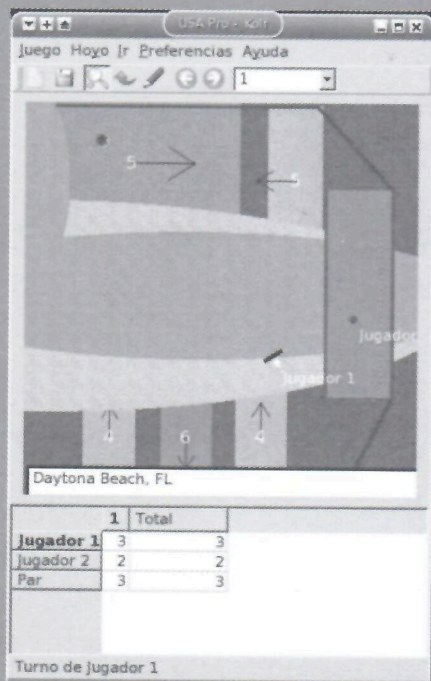 USA Pro - Kolf
Juego Hoyo Ir Preferencias Ayuda
1
5
5
Jugador
Jugador 1
4 6 4
Daytona Beach, FL
1 Total
Jugador 1 3 3
Jugador 2 2 2
Par 3 3
Turno de Jugador 1